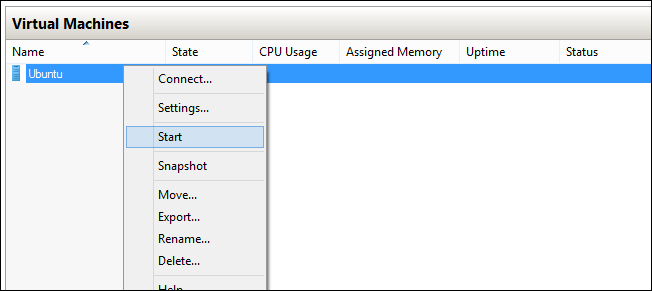 Virtual Machines
Name State CPU Usage Assigned Memory Uptime Status
Ubuntu
Connect...
Settings...
Start
Snapshot
Move...
Export...
Rename...
Delete...
Help